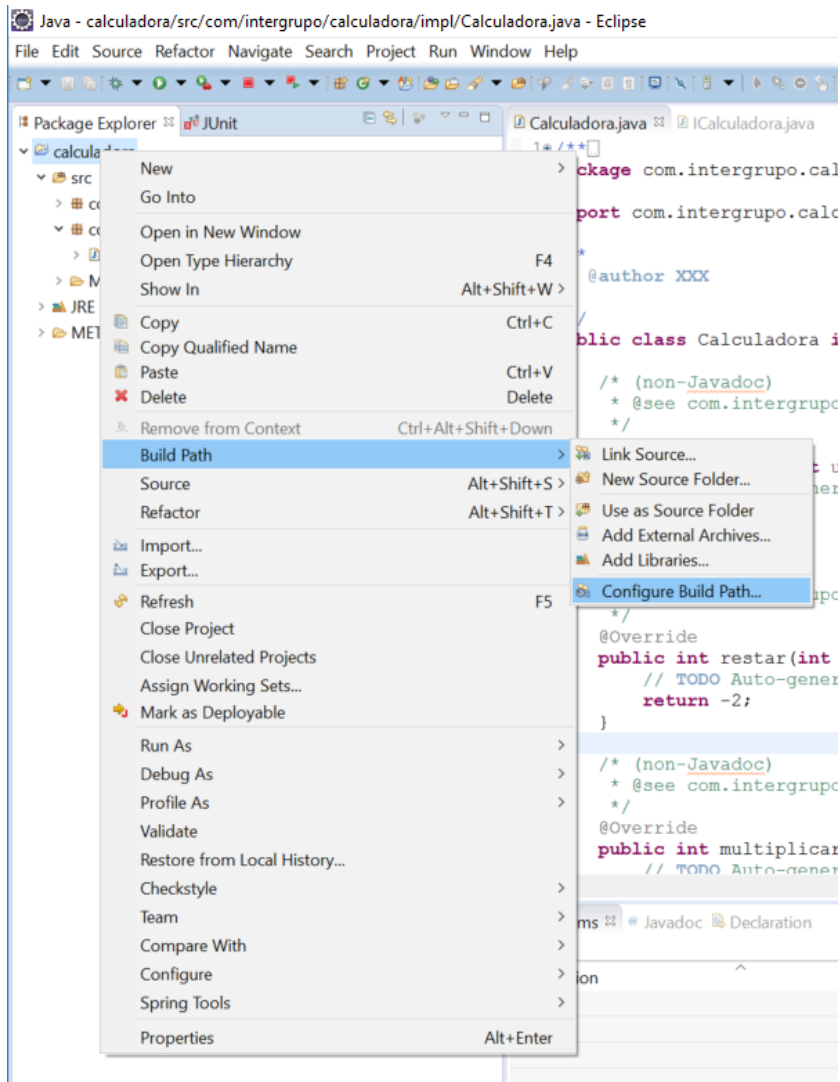 Java - calculadora/src/com/intergrupo/calculadora/impl/Calculadora.java - Eclipse
File Edit Source Refactor Navigate Search Project Run Window Help
Package Explorer JUnit
calculadora
src
JRE
New
Go Into
Open in New Window
Open Type Hierarchy F4
Show In Alt+Shift+W >
Copy Ctrl+C
Copy Qualified Name
Paste Ctrl+V
Delete Delete
Remove from Context Ctrl+Alt+Shift+Down
Build Path >
Source Alt+Shift+S >
Refactor Alt+Shift+T >
Import...
Export...
Refresh F5
Close Project
Close Unrelated Projects
Assign Working Sets...
Mark as Deployable
Run As >
Debug As >
Profile As >
Validate
Restore from Local History...
Checkstyle >
Team >
Compare With >
Configure >
Spring Tools >
Properties Alt+Enter
Link Source...
New Source Folder...
Use as Source Folder
Add External Archives...
Add Libraries...
Configure Build Path...
Calculadora.java ICalculadora.java
1 /**
ckage com.intergrupo.cal
port com.intergrupo.calc
*
@author XXX
/
blic class Calculadora i
/* (non-Javadoc)
* @see com.intergrupo
*/
*/
@Override
public int restar(int
// TODO Auto-gener
return -2;
}
/* (non-Javadoc)
* @see com.intergrupo
*/
@Override
public int multiplicar
// TODO Auto-gener
ms Javadoc Declaration
ion